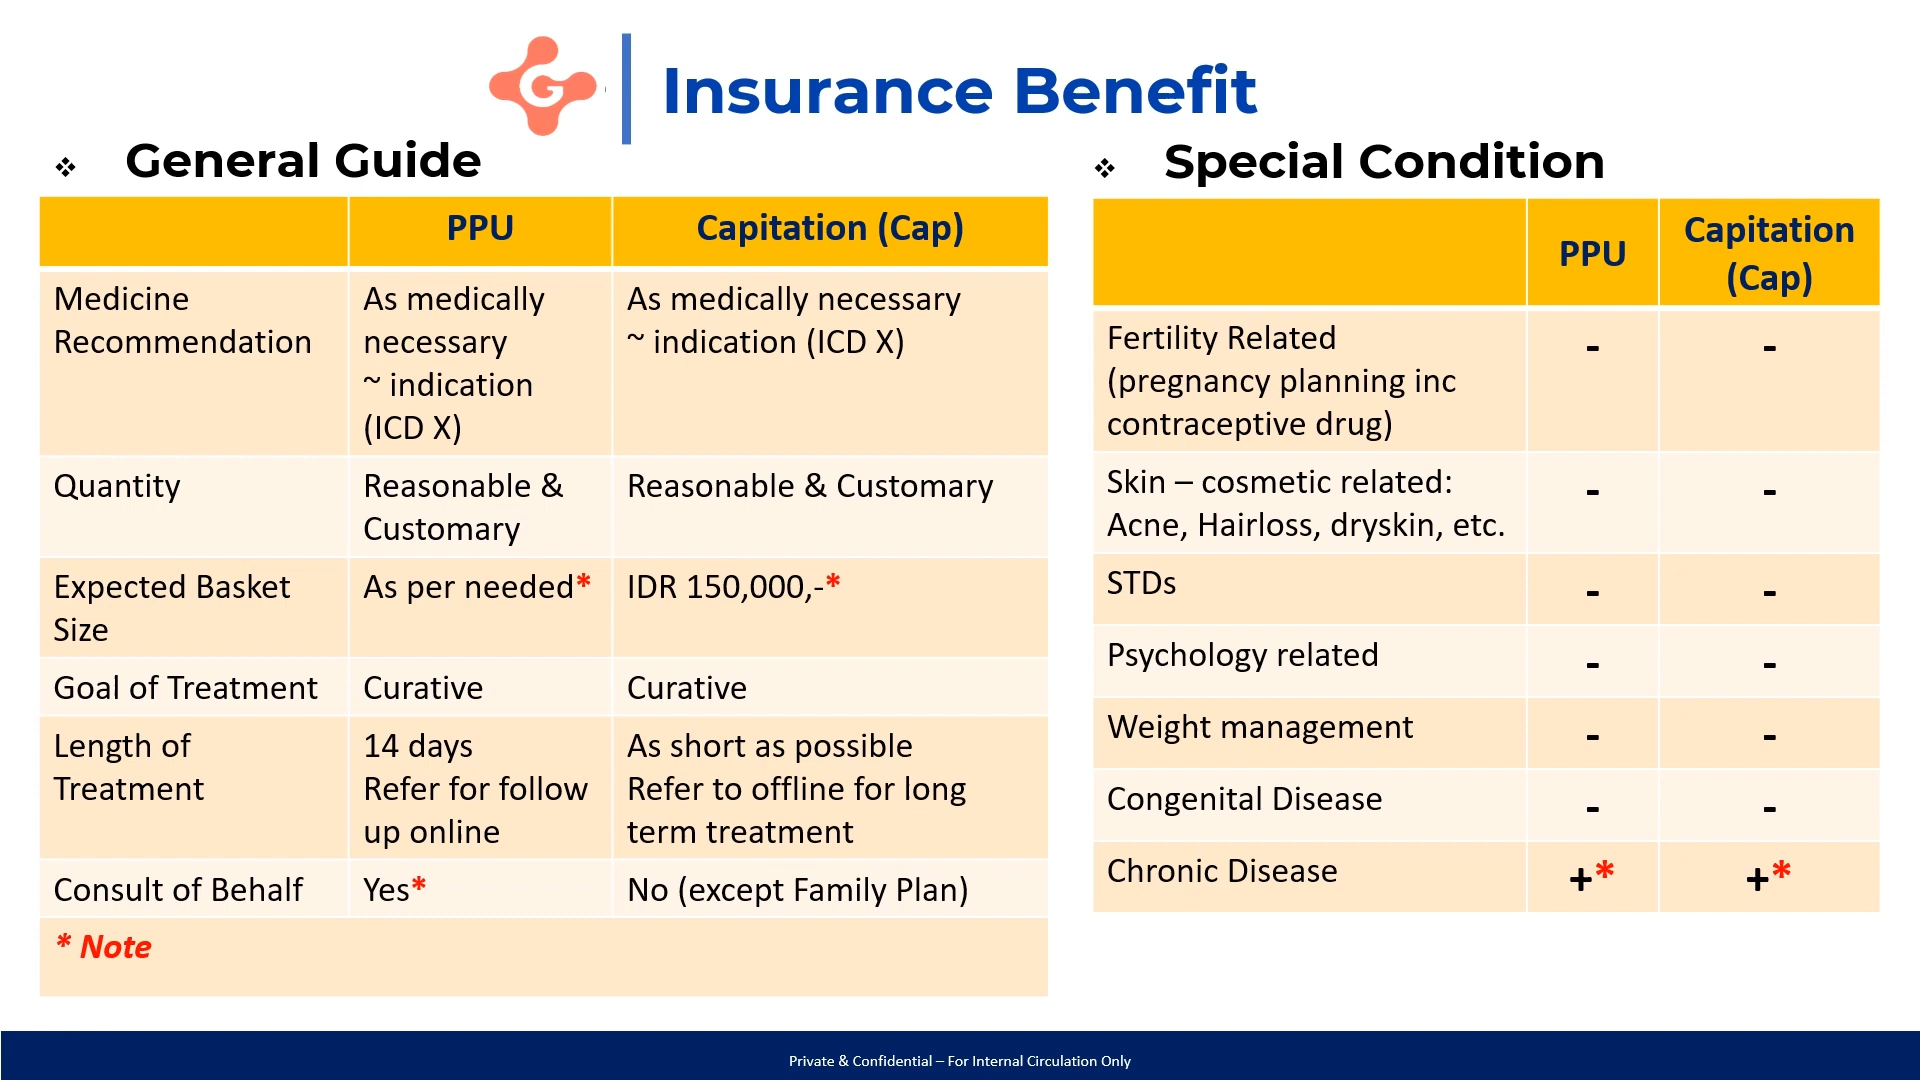 G
Insurance Benefit
❖ General Guide
PPU
Capitation (Cap)
Medicine
Recommendation
As medically
necessary
~ indication
(ICD X)
As medically necessary
~ indication (ICD X)
Quantity
Reasonable &
Customary
Reasonable & Customary
Expected Basket
Size
As per needed*
IDR 150,000,-*
Goal of Treatment
Curative
Curative
Length of
Treatment
14 days
Refer for follow
up online
As short as possible
Refer to offline for long
term treatment
Consult of Behalf
Yes*
No (except Family Plan)
* Note
❖ Special Condition
PPU
Capitation
(Cap)
Fertility Related
(pregnancy planning inc
contraceptive drug)
-
-
Skin – cosmetic related:
Acne, Hairloss, dryskin, etc.
-
-
STDs
-
-
Psychology related
-
-
Weight management
-
-
Congenital Disease
-
-
Chronic Disease
+*
+*
Private & Confidential – For Internal Circulation Only